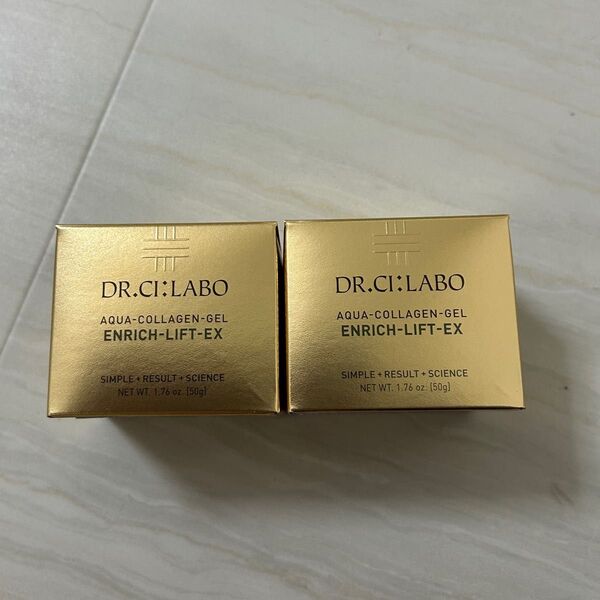 DR.CI:LABO
AQUA-COLLAGEN-GEL
ENRICH-LIFT-EX
SIMPLE + RESULT + SCIENCE
NET WT. 1.76 oz. [50g]
DR.CI:LABO
AQUA-COLLAGEN-GEL
ENRICH-LIFT-EX
SIMPLE + RESULT + SCIENCE
NET WT. 1.76 oz. [50g]